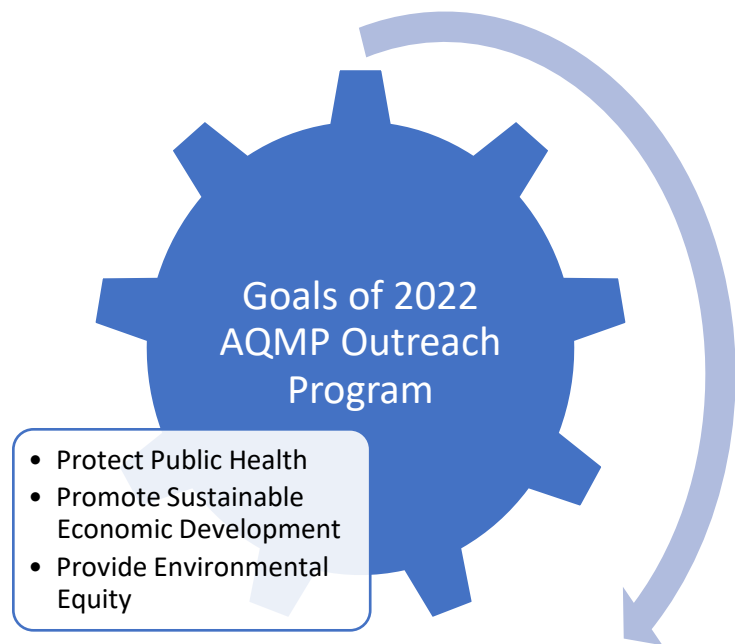 Goals of 2022
AQMP Outreach
Program
• Protect Public Health
• Promote Sustainable
Economic Development
• Provide Environmental
Equity